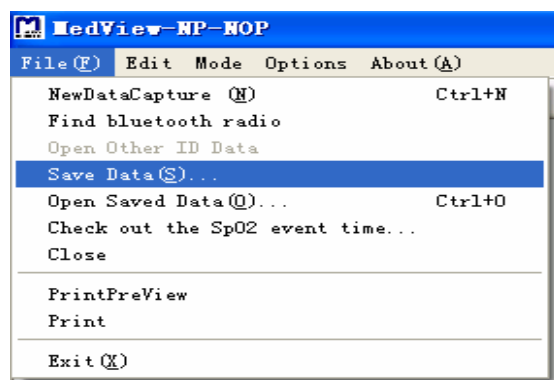 MedView-NP-NOP
File(F) Edit Mode Options About(A)
NewDataCapture (N) Ctrl+N
Find bluetooth radio
Open Other ID Data
Save Data(S)...
Open Saved Data(O)... Ctrl+O
Check out the SpO2 event time...
Close
PrintPreView
Print
Exit(X)